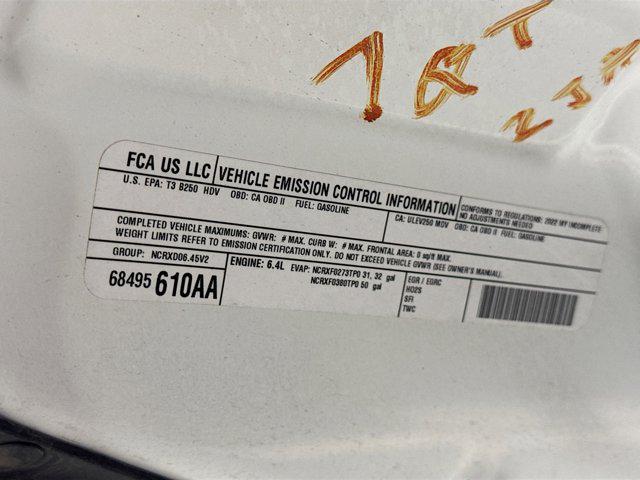 FCA US LLC
VEHICLE EMISSION CONTROL INFORMATION
CONFORMS TO REGULATIONS: 2022 MY INCOMPLETE
NO ADJUSTMENTS NEEDED
U.S. EPA: T3 B250 HDV OBD: CA OBD II FUEL: GASOLINE
CA: ULEV250 MDV OBD: CA OBD II FUEL: GASOLINE
COMPLETED VEHICLE MAXIMUMS: GVWR: # MAX. CURB W: # MAX. FRONTAL AREA: 0 sq/ft MAX.
WEIGHT LIMITS REFER TO EMISSION CERTIFICATION ONLY. DO NOT EXCEED VEHICLE GVWR (SEE OWNER'S MANUAL).
GROUP: NCRXD06.45V2
68495 610AA
ENGINE: 6.4L EVAP: NCRXF0273TP0 31, 32 gal
NCRXF0380TP0 50 gal
EGR / EGRC
HO2S
SFI
TWC